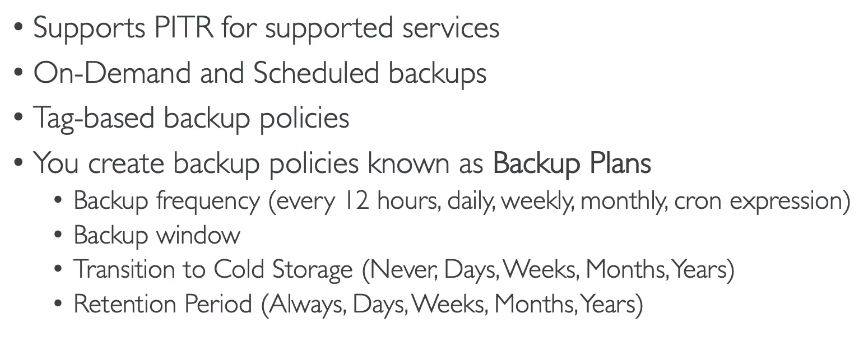 • Supports PITR for supported services
• On-Demand and Scheduled backups
• Tag-based backup policies
• You create backup policies known as Backup Plans
• Backup frequency (every 12 hours, daily, weekly, monthly, cron expression)
• Backup window
• Transition to Cold Storage (Never, Days, Weeks, Months, Years)
• Retention Period (Always, Days, Weeks, Months, Years)